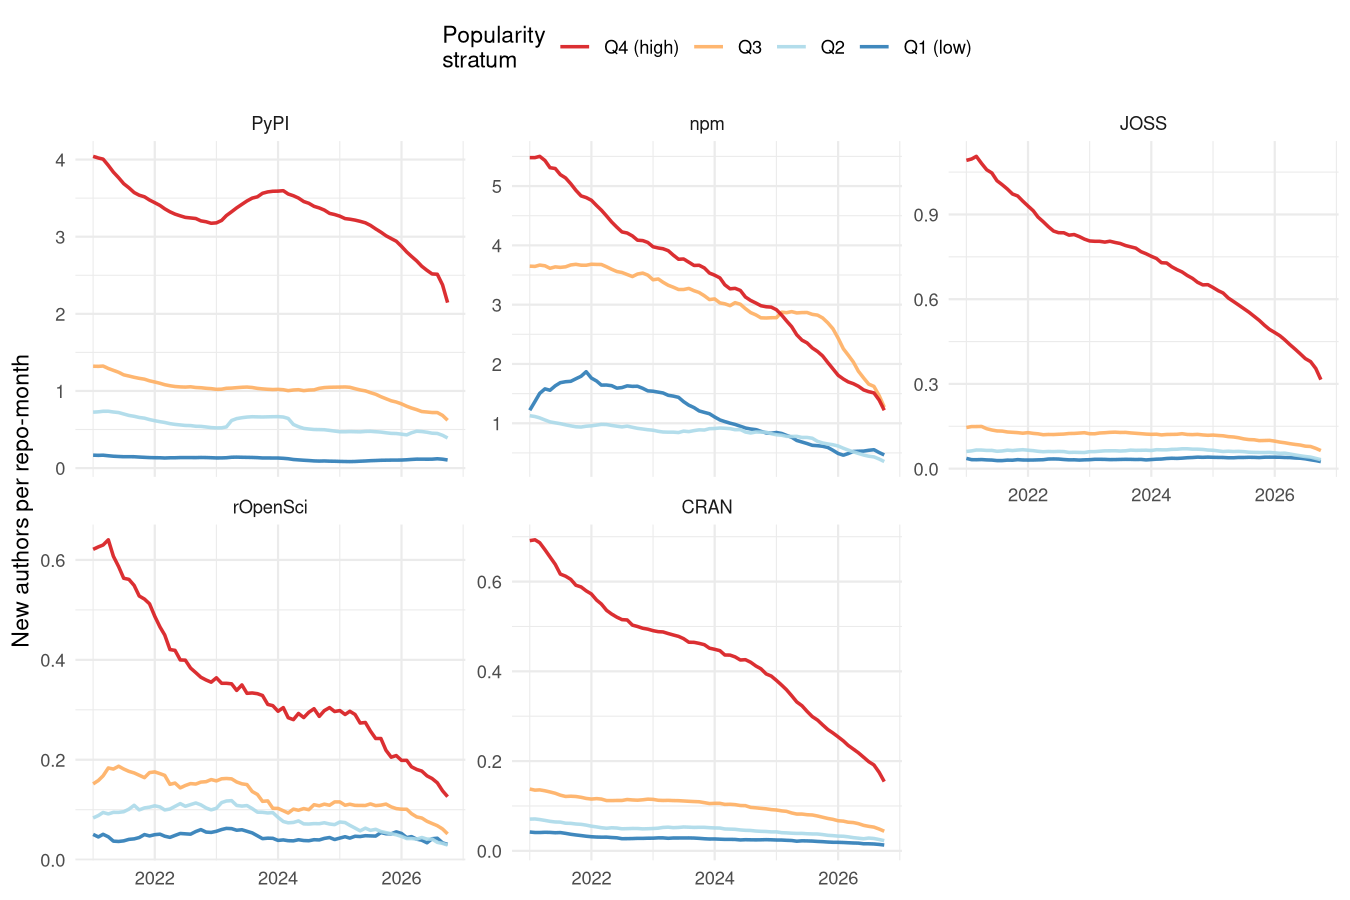 Popularity
stratum
Q4 (high)
Q3
Q2
Q1 (low)
PyPI
npm
JOSS
4
3
2
1
0
5
4
3
2
1
0.9
0.6
0.3
0.0
2022
2024
2026
New authors per repo-month
rOpenSci
CRAN
0.6
0.4
0.2
0.0
0.6
0.4
0.2
0.0
2022
2024
2026
2022
2024
2026